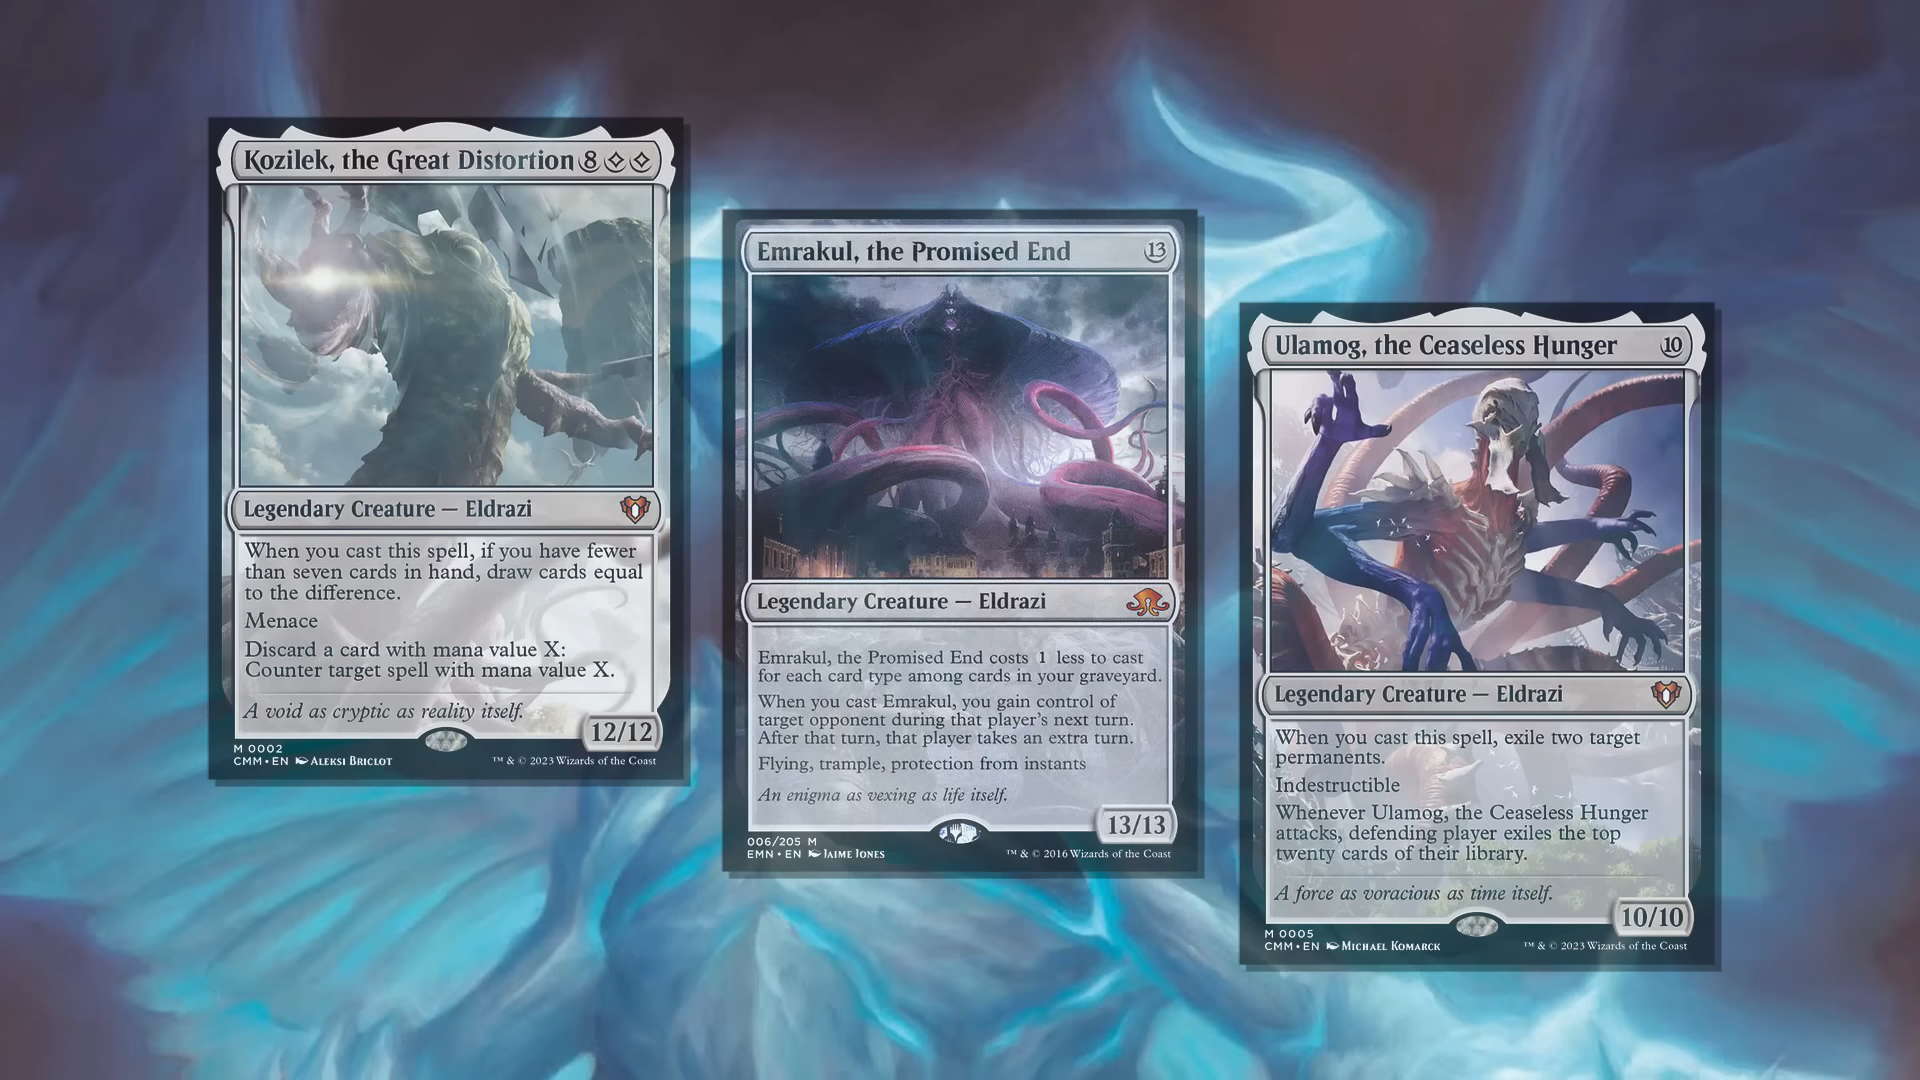 Kozilek, the Great Distortion 8
Legendary Creature — Eldrazi
When you cast this spell, if you have fewer
than seven cards in hand, draw cards equal
to the difference.
Menace
Discard a card with mana value X:
Counter target spell with mana value X.
A void as cryptic as reality itself.
12/12
M 0002
CMM • EN Aleksi Briclot
™ & © 2023 Wizards of the Coast
Emrakul, the Promised End 13
Legendary Creature — Eldrazi
Emrakul, the Promised End costs 1 less to cast
for each card type among cards in your graveyard.
When you cast Emrakul, you gain control of
target opponent during that player's next turn.
After that turn, that player takes an extra turn.
Flying, trample, protection from instants
An enigma as vexing as life itself.
13/13
006/205 M
EMN • EN Jaime Jones
™ & © 2016 Wizards of the Coast
Ulamog, the Ceaseless Hunger 10
Legendary Creature — Eldrazi
When you cast this spell, exile two target
permanents.
Indestructible
Whenever Ulamog, the Ceaseless Hunger
attacks, defending player exiles the top
twenty cards of their library.
A force as voracious as time itself.
10/10
M 0005
CMM • EN Michael Komarck
™ & © 2023 Wizards of the Coast